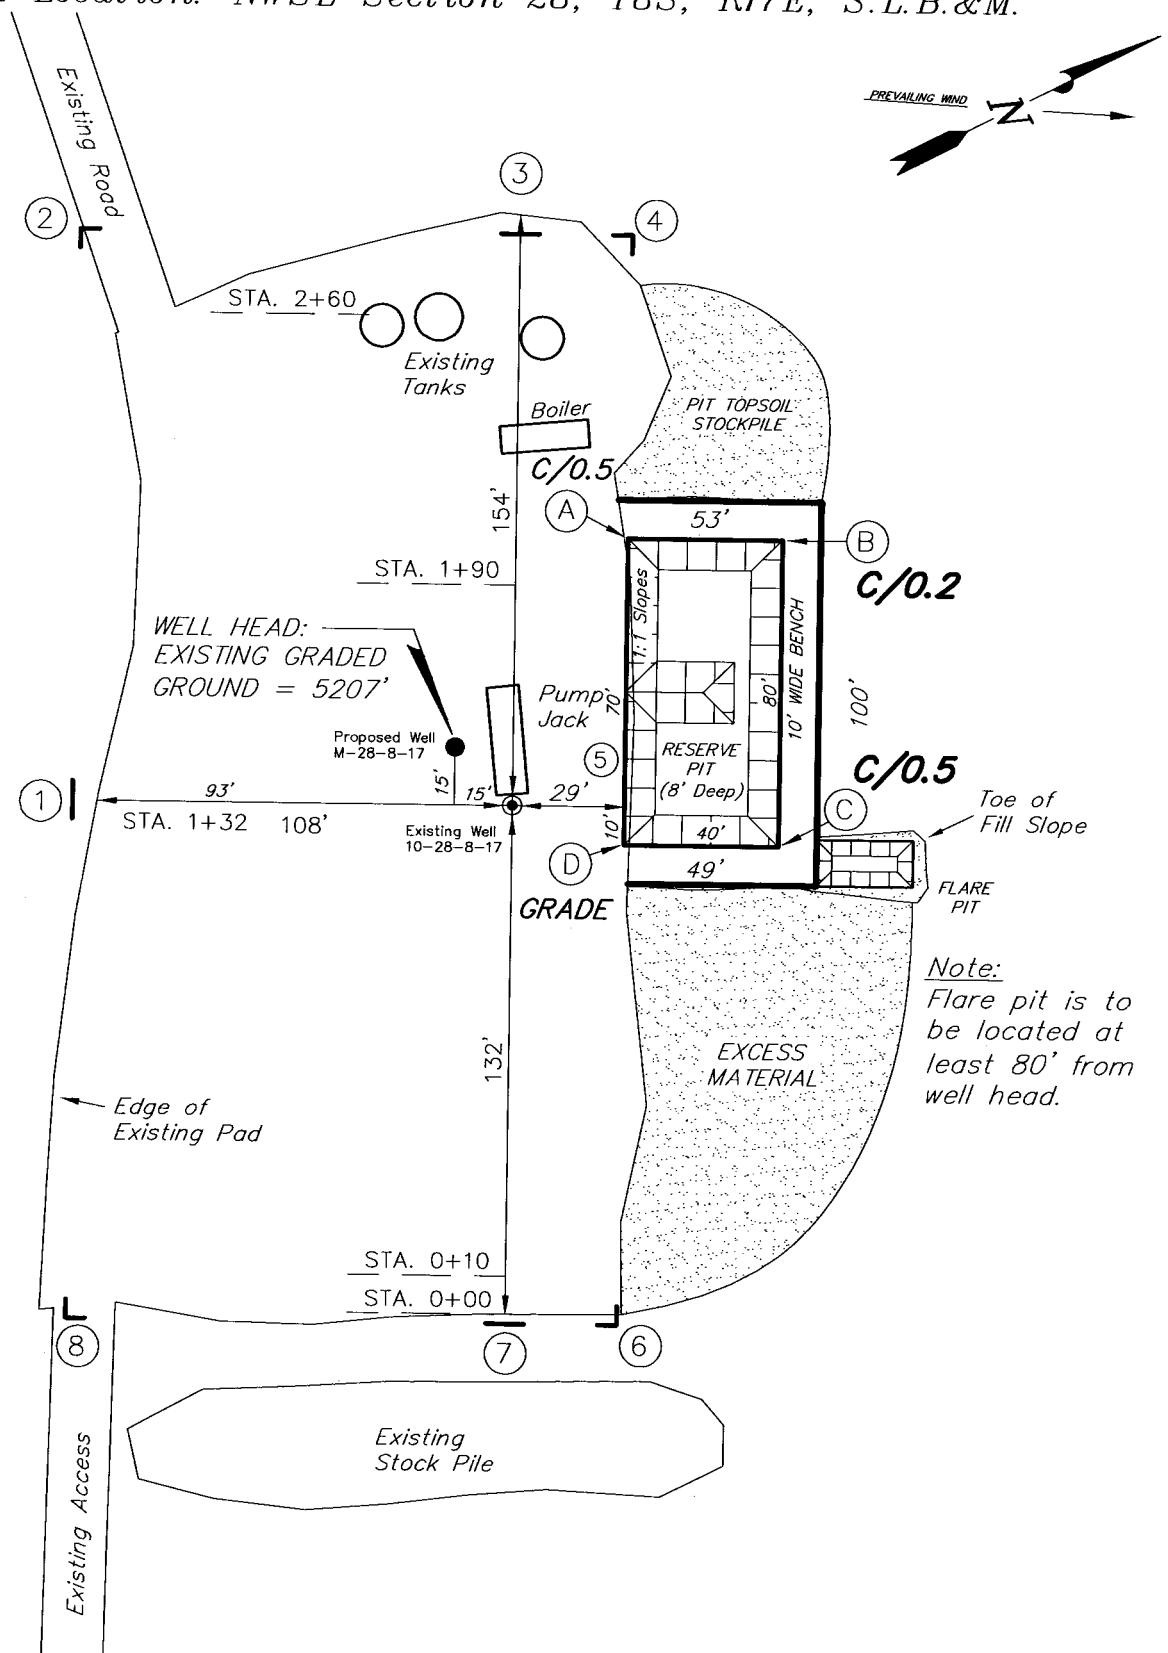 Location: NWSE Section 28, T8S, R17E, S.L.B.&M.
PREVAILING WIND
N
Existing Road
3
2
4
STA. 2+60
Existing
Tanks
PIT TOPSOIL
STOCKPILE
Boiler
C/0.5
154'
A
53'
B
STA. 1+90
C/0.2
1:1 Slopes
10' WIDE BENCH
WELL HEAD:
EXISTING GRADED
GROUND = 5207'
Pump
Jack
70'
80'
100'
Proposed Well
M-28-8-17
RESERVE
PIT
(8' Deep)
5
C/0.5
1
93'
15'
15'
29'
Toe of
Fill Slope
STA. 1+32 108'
Existing Well
10-28-8-17
10'
40'
C
D
49'
FLARE
PIT
GRADE
Note:
Flare pit is to
be located at
least 80' from
well head.
132'
EXCESS
MATERIAL
Edge of
Existing Pad
STA. 0+10
STA. 0+00
8
7
6
Existing
Stock Pile
Existing Access